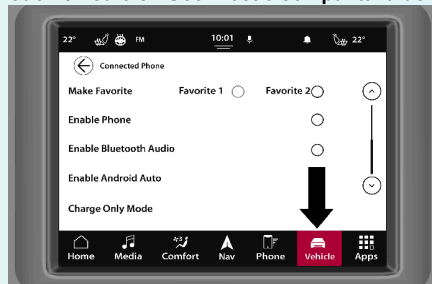 22° FM 10:01 22°
Connected Phone
Make Favorite Favorite 1 Favorite 2
Enable Phone
Enable Bluetooth Audio
Enable Android Auto
Charge Only Mode
Home Media Comfort Nav Phone Vehicle Apps